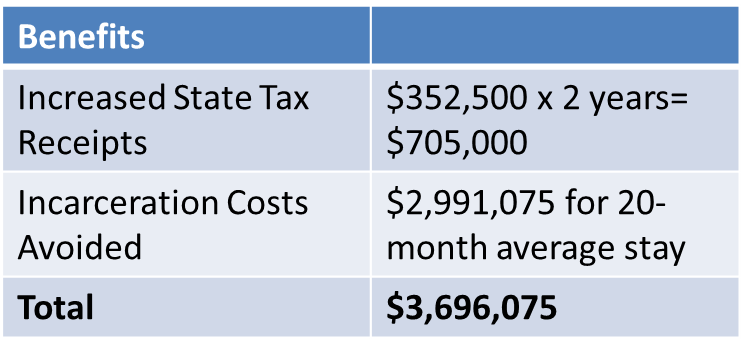 Benefits
Increased State Tax
Receipts
$352,500 x 2 years=
$705,000
Incarceration Costs
Avoided
$2,991,075 for 20-
month average stay
Total
$3,696,075